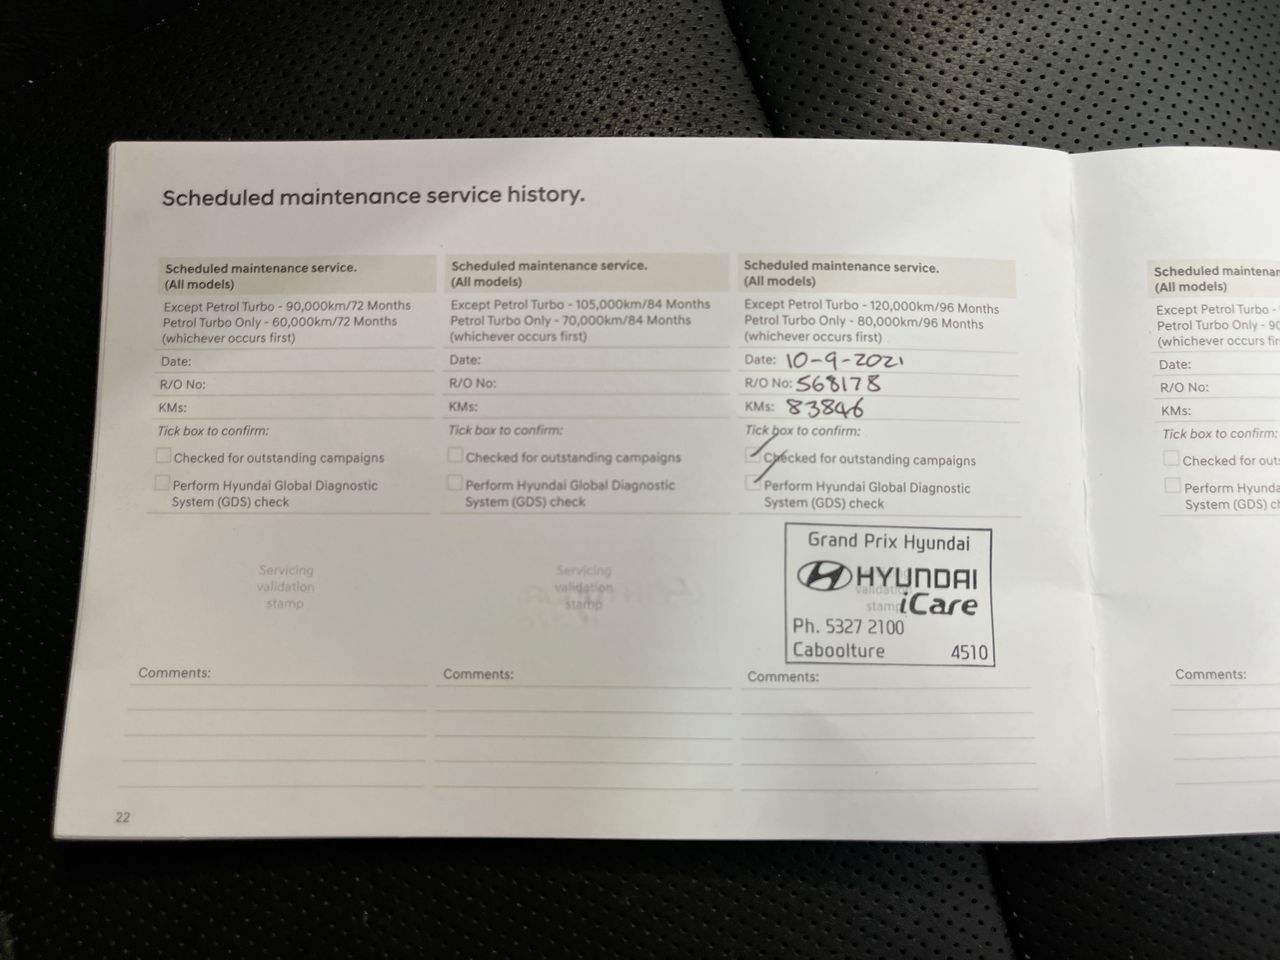 Scheduled maintenance service history.
Scheduled maintenance service.
(All models)
Except Petrol Turbo - 90,000km/72 Months
Petrol Turbo Only - 60,000km/72 Months
(whichever occurs first)
Date:
R/O No:
KMs:
Tick box to confirm:
Checked for outstanding campaigns
Perform Hyundai Global Diagnostic
System (GDS) check
Servicing
validation
stamp
Comments:
Scheduled maintenance service.
(All models)
Except Petrol Turbo - 105,000km/84 Months
Petrol Turbo Only - 70,000km/84 Months
(whichever occurs first)
Date:
R/O No:
KMs:
Tick box to confirm:
Checked for outstanding campaigns
Perform Hyundai Global Diagnostic
System (GDS) check
Servicing
validation
stamp
Comments:
Scheduled maintenance service.
(All models)
Except Petrol Turbo - 120,000km/96 Months
Petrol Turbo Only - 80,000km/96 Months
(whichever occurs first)
Date: 10-9-2021
R/O No: 568178
KMs: 83846
Tick box to confirm:
Checked for outstanding campaigns
Perform Hyundai Global Diagnostic
System (GDS) check
Grand Prix Hyundai
HYUNDAI
validation
stamp
iCare
Ph. 5327 2100
Caboolture 4510
Comments:
22
Scheduled maintenan
(All models)
Except Petrol Turbo -
Petrol Turbo Only - 90
(whichever occurs fir
Date:
R/O No:
KMs:
Tick box to confirm:
Checked for outs
Perform Hyunda
System (GDS) ch
Comments: